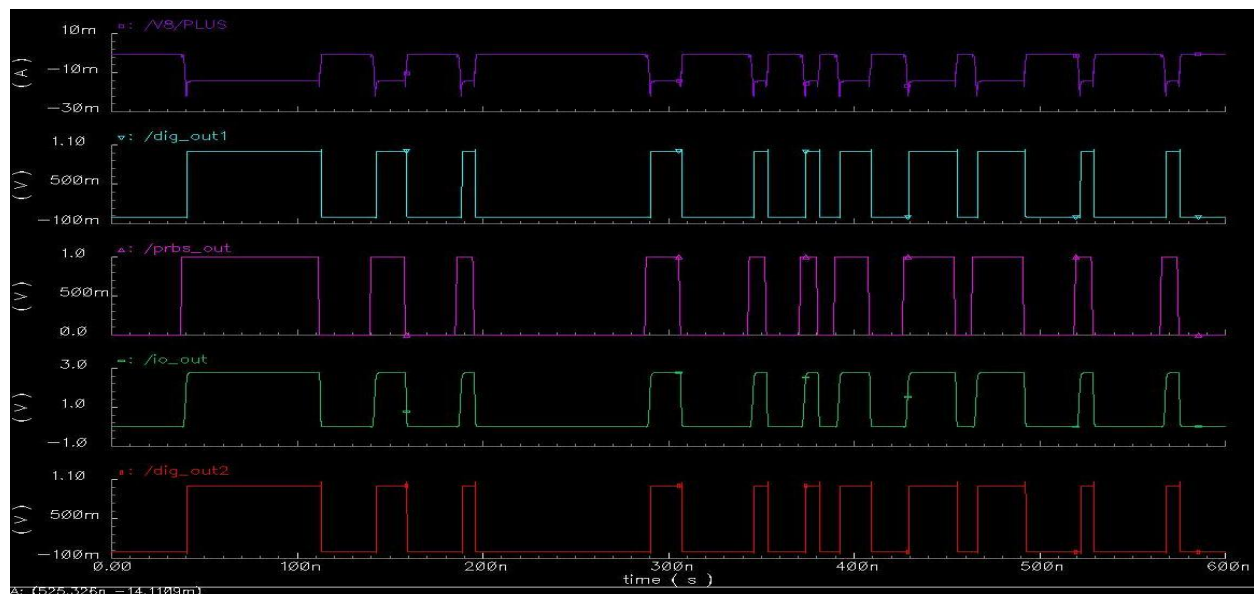 /V8/PLUS
10m
-10m
-30m
(A)
/dig_out1
1.10
500m
-100m
(V)
/prbs_out
1.0
500m
0.0
(V)
/io_out
3.0
1.0
-1.0
(V)
/dig_out2
1.10
500m
-100m
(V)
0.00 100n 200n 300n 400n 500n 600n
time ( s )
A: (525.326n -14.1109m)